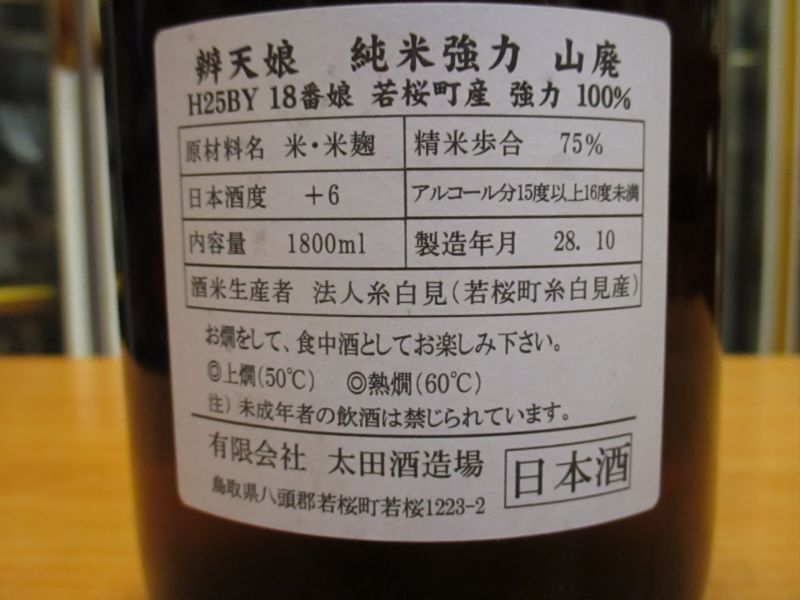 辨天娘 純米強力 山廃
H25BY 18番娘 若桜町産 強力 100%
原材料名 米・米麹 精米歩合 75%
日本酒度 +6 アルコール分15度以上16度未満
内容量 1800ml 製造年月 28. 10
酒米生産者 法人糸白見(若桜町糸白見産)
お燗をして、食中酒としてお楽しみ下さい。
◎上燗(50℃) ◎熱燗(60℃)
注) 未成年者の飲酒は禁じられています。
有限会社 太田酒造場
日本酒
鳥取県八頭郡若桜町若桜1223-2